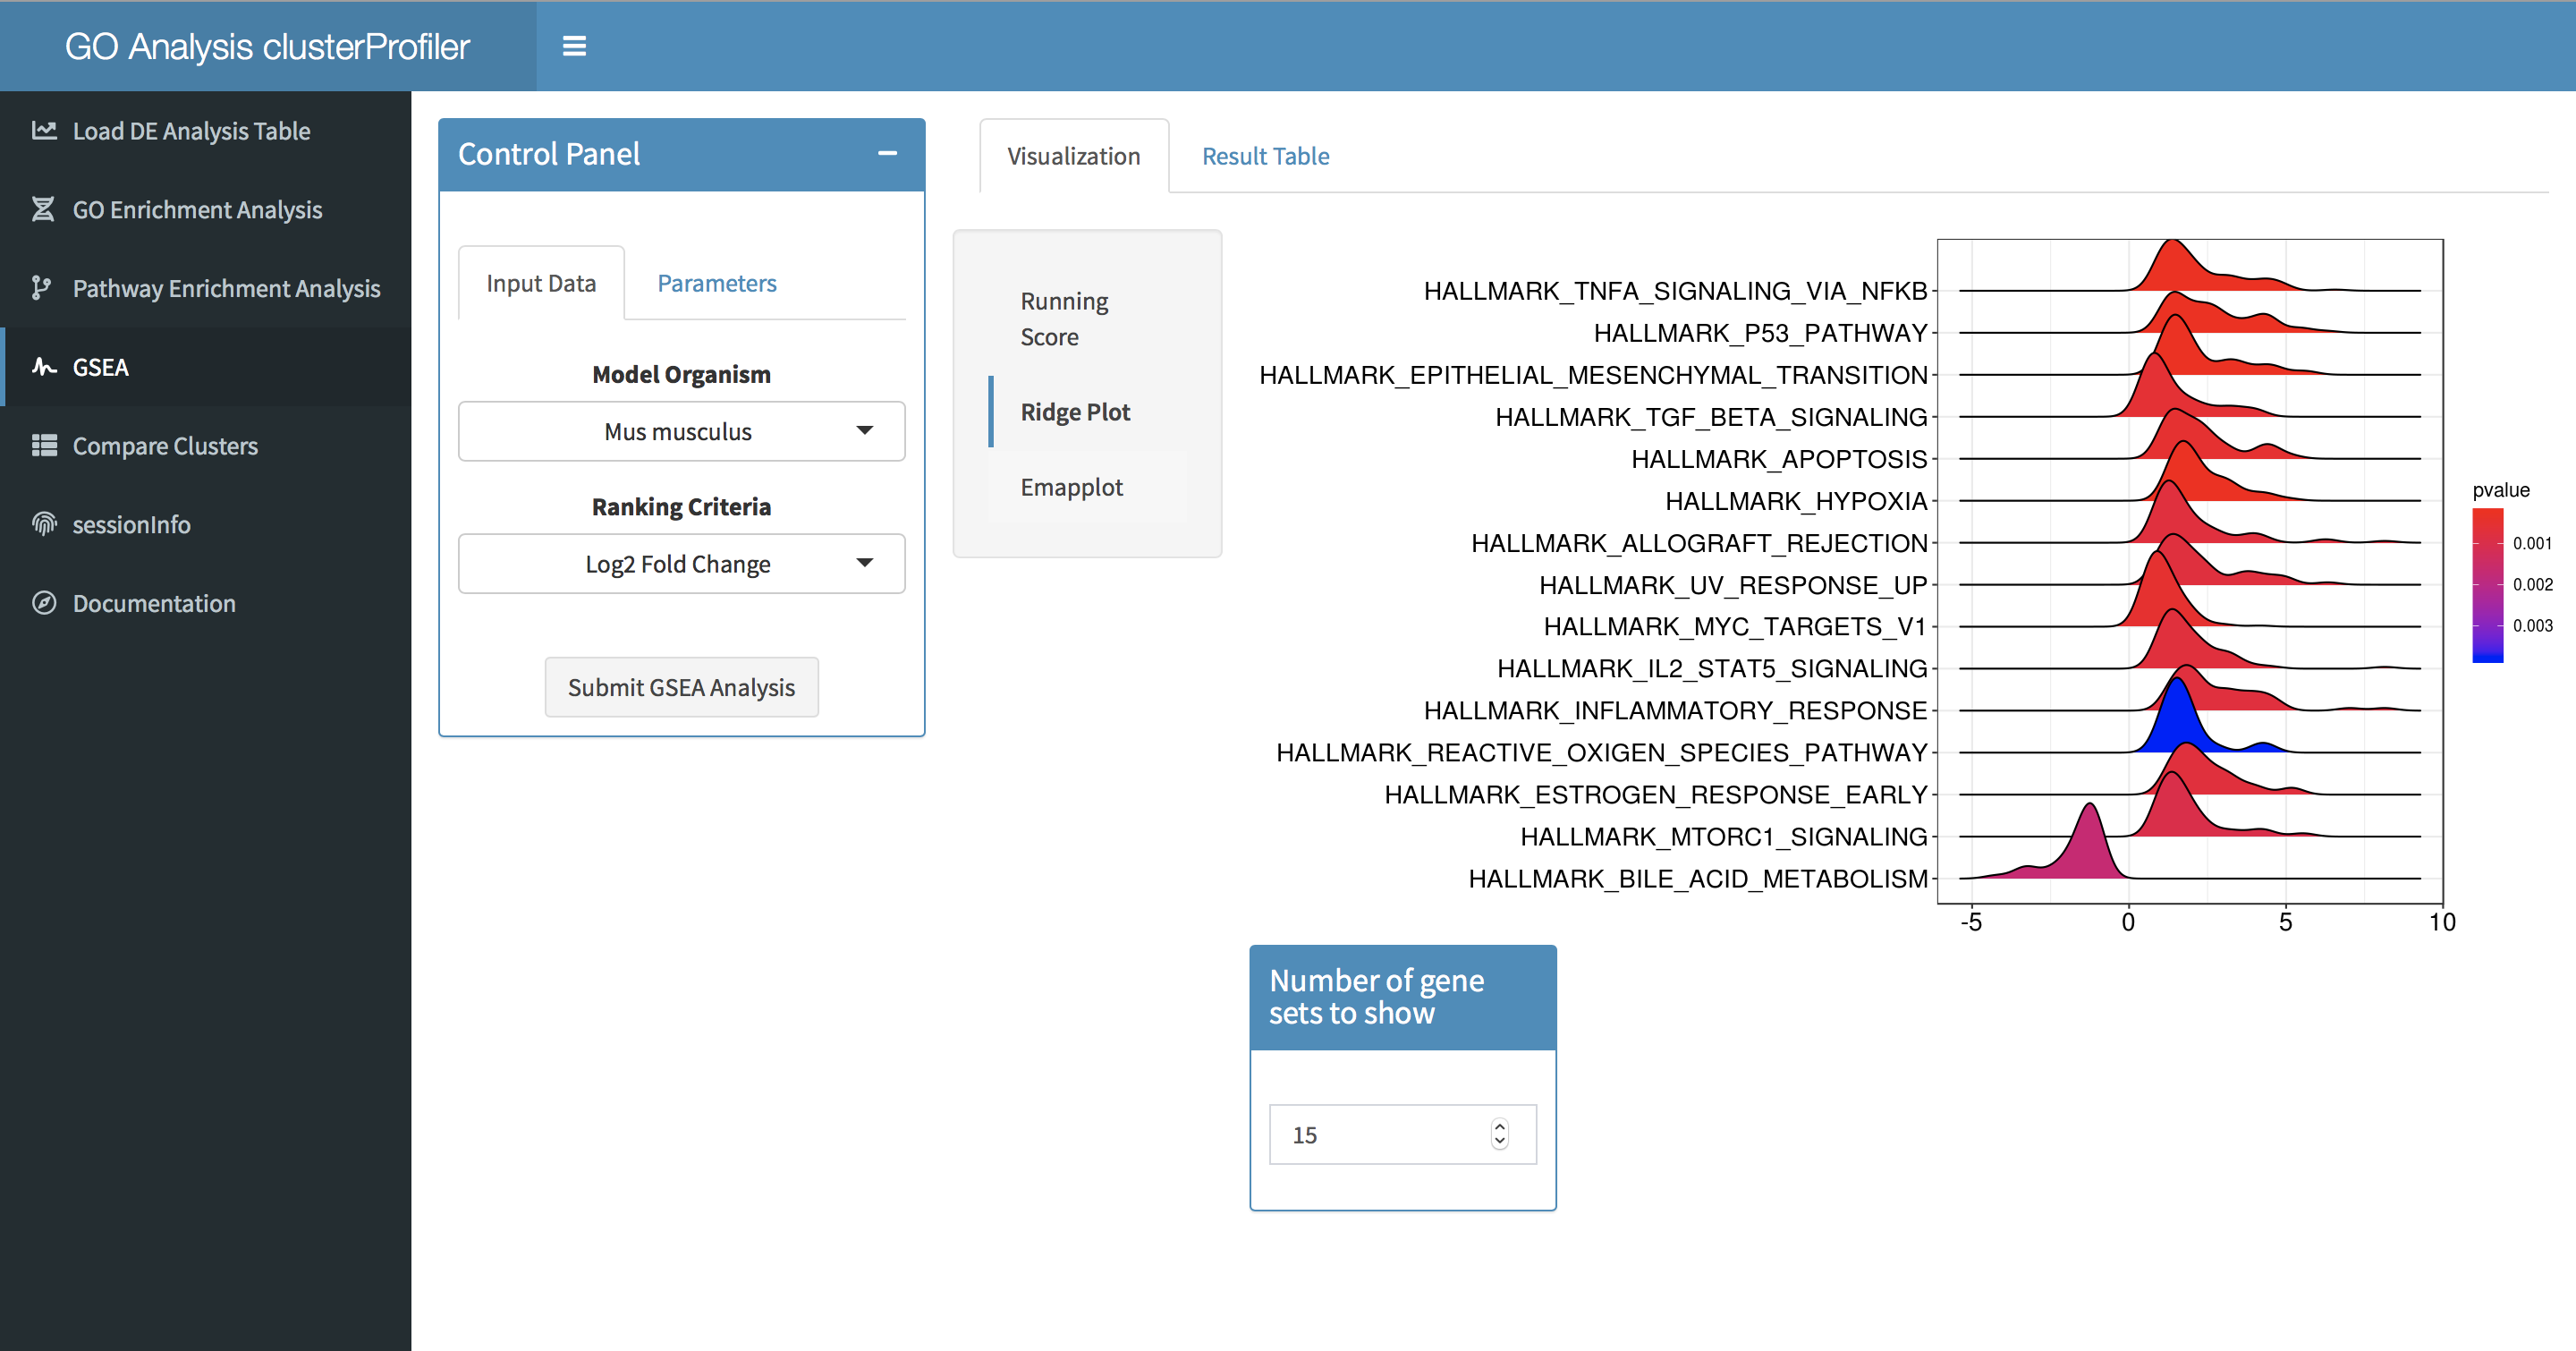 GO Analysis clusterProfiler
Load DE Analysis Table
GO Enrichment Analysis
Pathway Enrichment Analysis
GSEA
Compare Clusters
sessionInfo
Documentation
Control Panel
Input Data
Parameters
Model Organism
Mus musculus
Ranking Criteria
Log2 Fold Change
Submit GSEA Analysis
Visualization
Result Table
Running
Score
Ridge Plot
Emapplot
HALLMARK_TNFA_SIGNALING_VIA_NFKB
HALLMARK_P53_PATHWAY
HALLMARK_EPITHELIAL_MESENCHYMAL_TRANSITION
HALLMARK_TGF_BETA_SIGNALING
HALLMARK_APOPTOSIS
HALLMARK_HYPOXIA
HALLMARK_ALLOGRAFT_REJECTION
HALLMARK_UV_RESPONSE_UP
HALLMARK_MYC_TARGETS_V1
HALLMARK_IL2_STAT5_SIGNALING
HALLMARK_INFLAMMATORY_RESPONSE
HALLMARK_REACTIVE_OXIGEN_SPECIES_PATHWAY
HALLMARK_ESTROGEN_RESPONSE_EARLY
HALLMARK_MTORC1_SIGNALING
HALLMARK_BILE_ACID_METABOLISM
-5
0
5
10
pvalue
0.001
0.002
0.003
Number of gene
sets to show
15